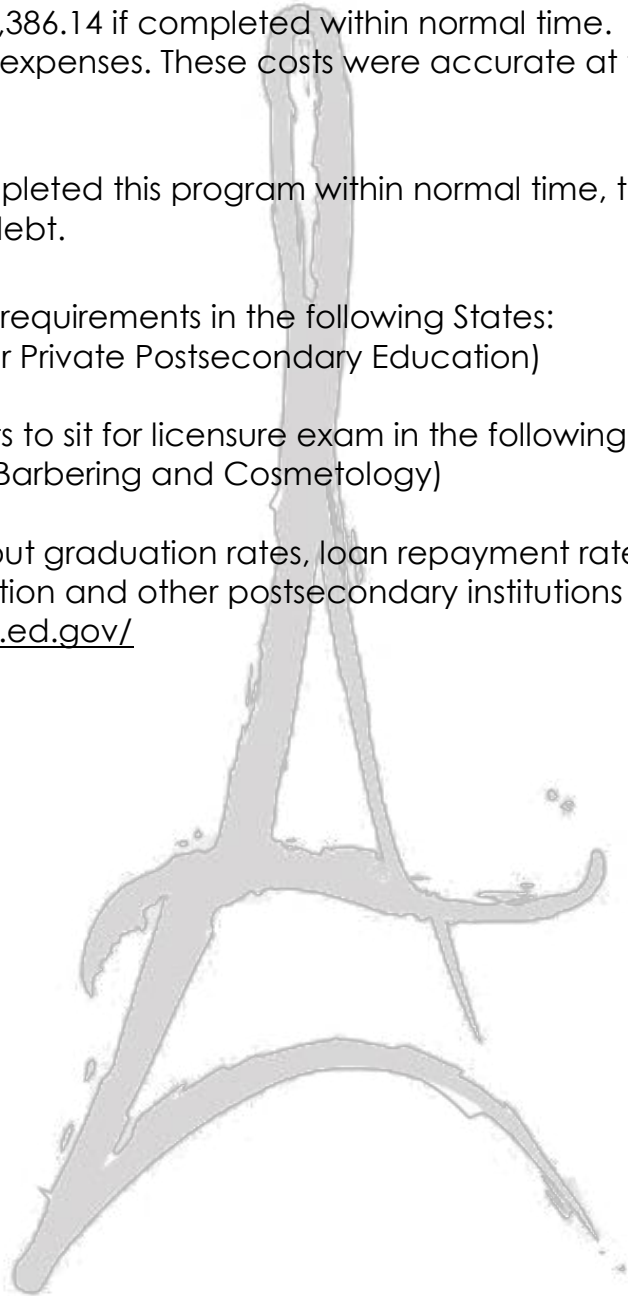 ,386.14 if completed within normal time.
expenses. These costs were accurate at
pleted this program within normal time, t
debt.
requirements in the following States:
r Private Postsecondary Education)
s to sit for licensure exam in the following
Barbering and Cosmetology)
out graduation rates, loan repayment rate
tion and other postsecondary institutions
.ed.gov/